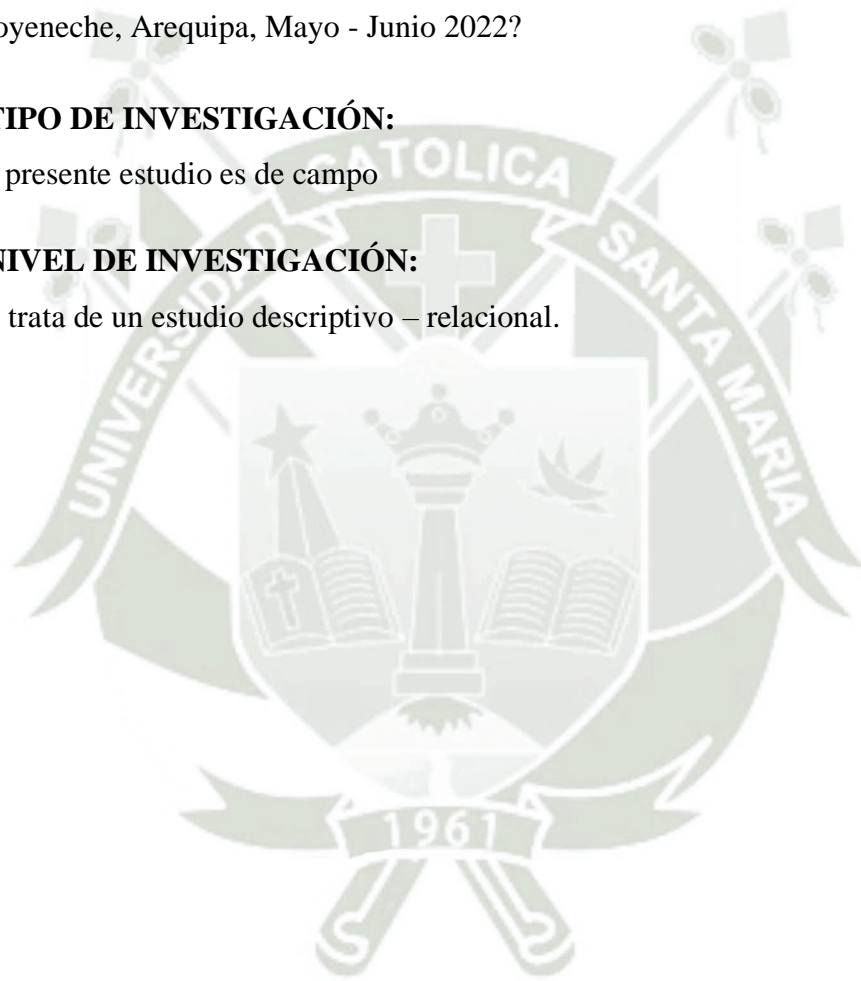 oyeneche, Arequipa, Mayo - Junio 2022?
TIPO DE INVESTIGACIÓN:
presente estudio es de campo
NIVEL DE INVESTIGACIÓN:
trata de un estudio descriptivo – relacional.
UNIVERSIDAD CATOLICA SANTA MARIA
1961